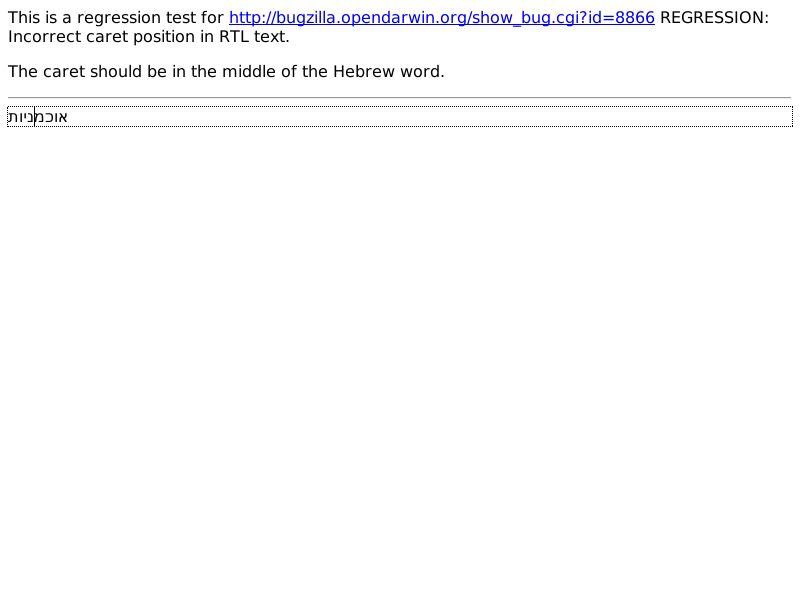 This is a regression test for http://bugzilla.opendarwin.org/show_bug.cgi?id=8866 REGRESSION:
Incorrect caret position in RTL text.
The caret should be in the middle of the Hebrew word.
אוכמניות